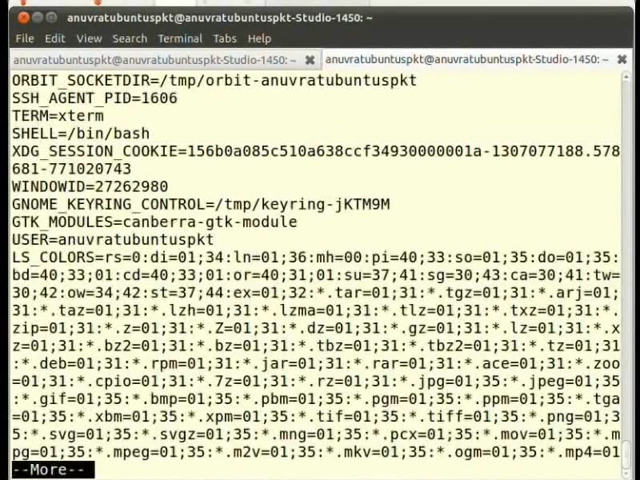 anuvratubuntuspkt@anuvratubuntuspkt-Studio-1450: ~
File Edit View Search Terminal Tabs Help
anuvratubuntuspkt@anuvratubuntuspkt-Studio-1450: ~ anuvratubuntuspkt@anuvratubuntuspkt-Studio-1450: ~
ORBIT_SOCKETDIR=/tmp/orbit-anuvratubuntuspkt
SSH_AGENT_PID=1606
TERM=xterm
SHELL=/bin/bash
XDG_SESSION_COOKIE=156b0a085c510a638ccf34930000001a-1307077188.578
681-771020743
WINDOWID=27262980
GNOME_KEYRING_CONTROL=/tmp/keyring-jKTM9M
GTK_MODULES=canberra-gtk-module
USER=anuvratubuntuspkt
LS_COLORS=rs=0:di=01;34:ln=01;36:mh=00:pi=40;33:so=01;35:do=01;35:
bd=40;33;01:cd=40;33;01:or=40;31;01:su=37;41:sg=30;43:ca=30;41:tw=
30;42:ow=34;42:st=37;44:ex=01;32:*.tar=01;31:*.tgz=01;31:*.arj=01;
31:*.taz=01;31:*.lzh=01;31:*.lzma=01;31:*.tlz=01;31:*.txz=01;31:*.
zip=01;31:*.z=01;31:*.Z=01;31:*.dz=01;31:*.gz=01;31:*.lz=01;31:*.x
z=01;31:*.bz2=01;31:*.bz=01;31:*.tbz=01;31:*.tbz2=01;31:*.tz=01;31
:*.deb=01;31:*.rpm=01;31:*.jar=01;31:*.rar=01;31:*.ace=01;31:*.zoo
=01;31:*.cpio=01;31:*.7z=01;31:*.rz=01;31:*.jpg=01;35:*.jpeg=01;35
:*.gif=01;35:*.bmp=01;35:*.pbm=01;35:*.pgm=01;35:*.ppm=01;35:*.tga
=01;35:*.xbm=01;35:*.xpm=01;35:*.tif=01;35:*.tiff=01;35:*.png=01;3
5:*.svg=01;35:*.svgz=01;35:*.mng=01;35:*.pcx=01;35:*.mov=01;35:*.m
pg=01;35:*.mpeg=01;35:*.m2v=01;35:*.mkv=01;35:*.ogm=01;35:*.mp4=01
--More--